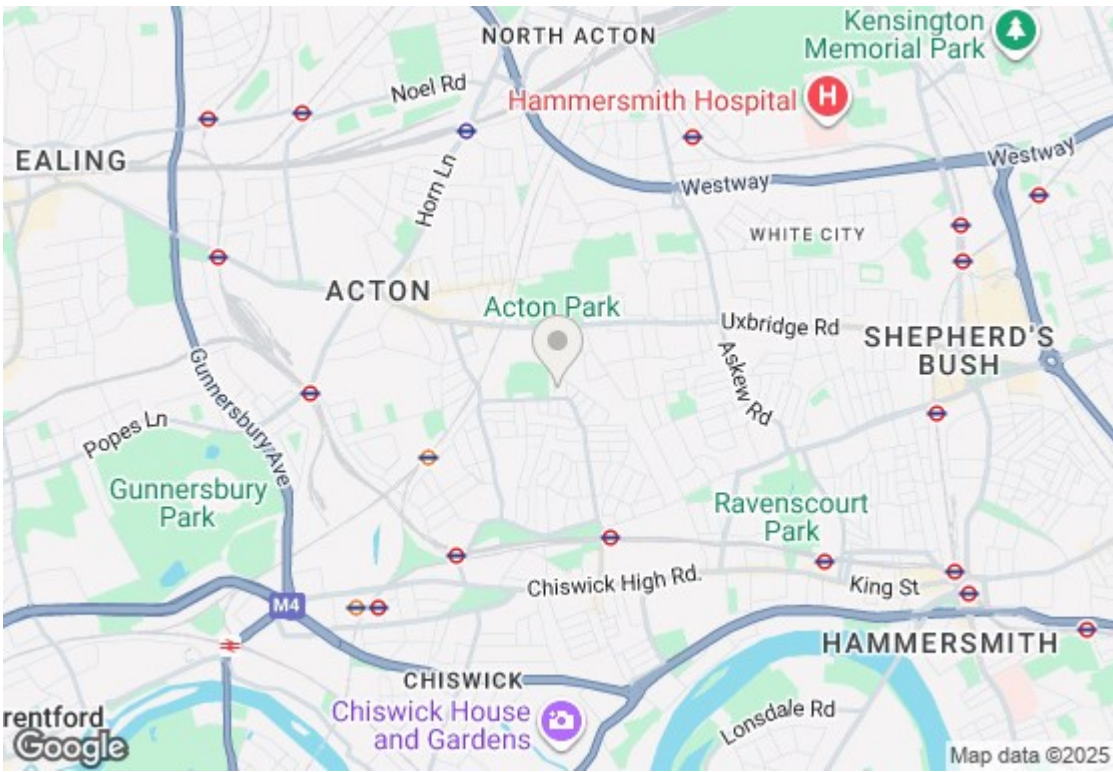 NORTH ACTON
Kensington
Memorial Park
Noel Rd
Hammersmith Hospital
H
EALING
Horn Ln
Westway
Westway
WHITE CITY
ACTON
Acton Park
Uxbridge Rd
SHEPHERD'S
BUSH
Gunnersbury Ave
Askew Rd
Popes Ln
Gunnersbury
Park
Ravenscourt
Park
Chiswick High Rd.
King St
M4
HAMMERSMITH
CHISWICK
Chiswick House
and Gardens
Lonsdale Rd
rentford
Google
Map data ©2025